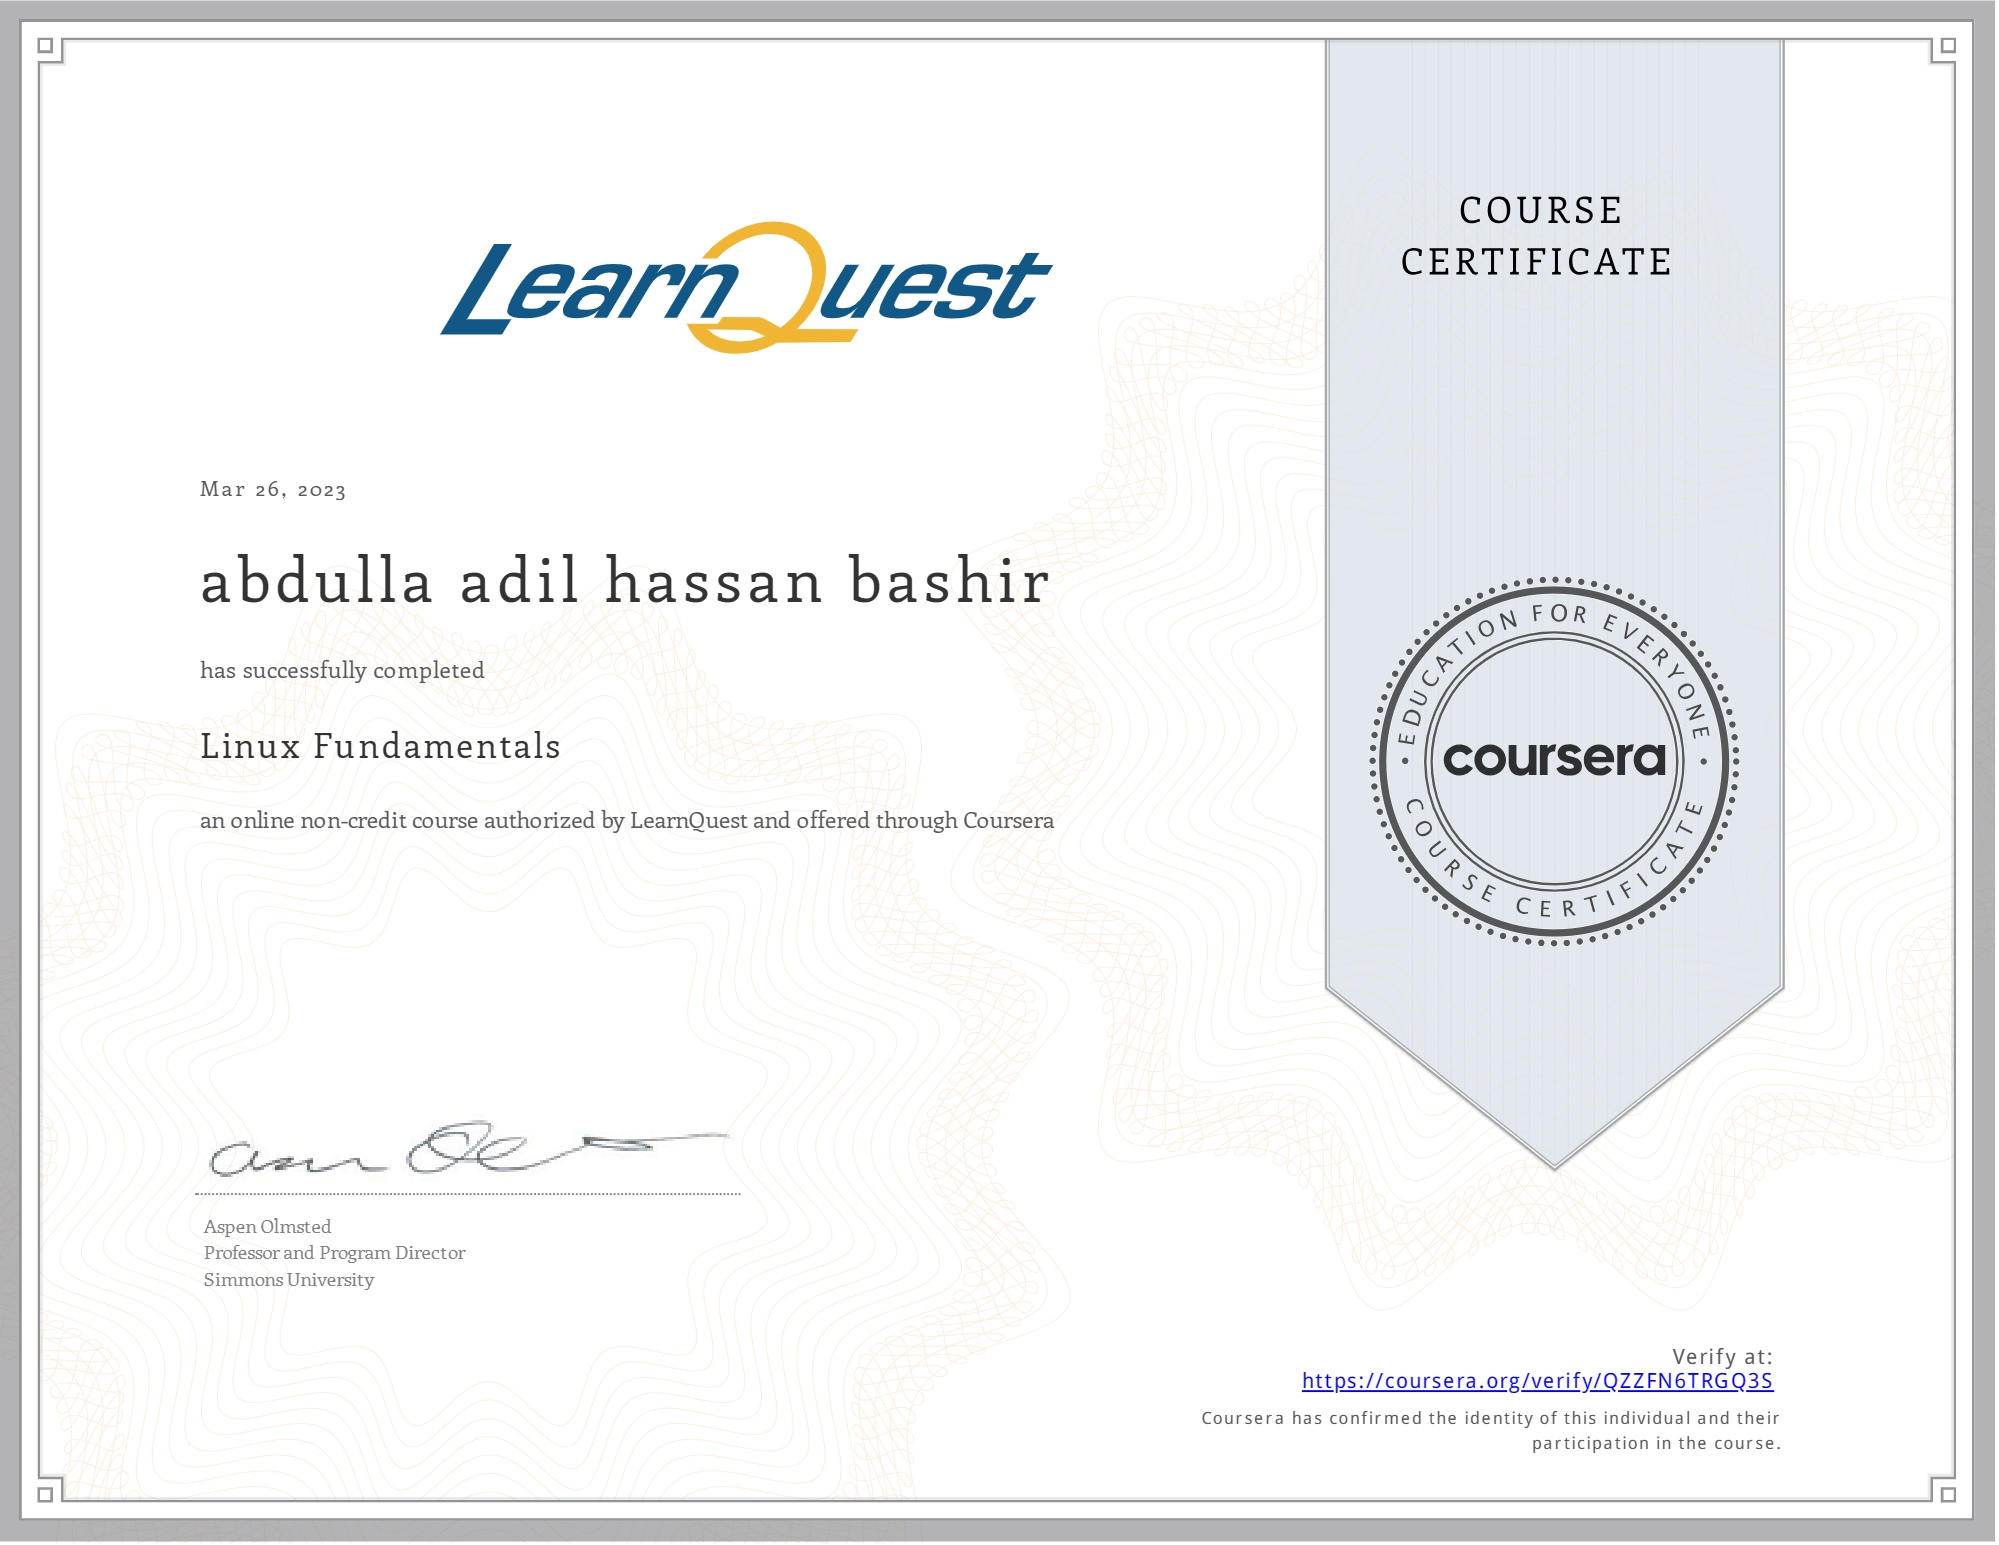 LearnQuest
COURSE
CERTIFICATE
Mar 26, 2023
abdulla adil hassan bashir
has successfully completed
Linux Fundamentals
an online non-credit course authorized by LearnQuest and offered through Coursera
EDUCATION FOR EVERYONE
coursera
COURSE CERTIFICATE
Aspen Olmsted
Professor and Program Director
Simmons University
Verify at:
https://coursera.org/verify/QZZFN6TRGQ3S
Coursera has confirmed the identity of this individual and their
participation in the course.